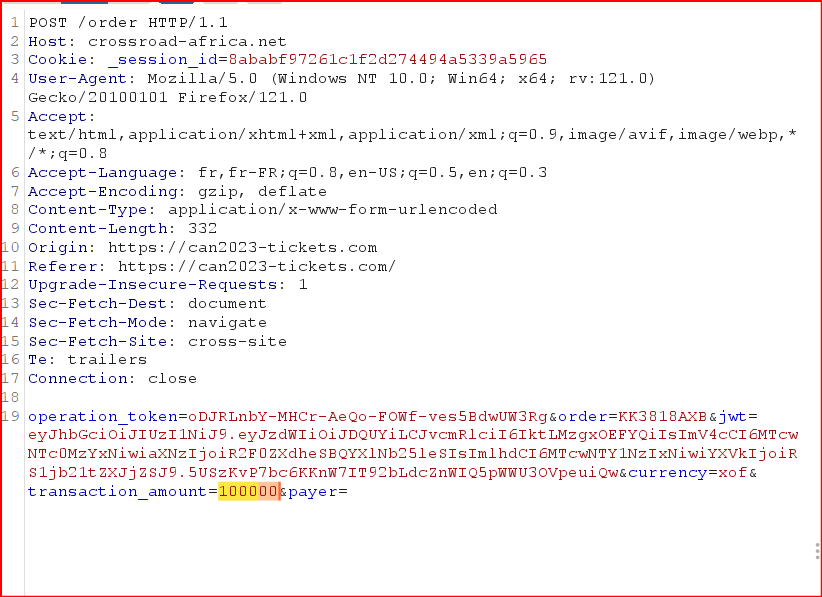 1 POST /order HTTP/1.1
2 Host: crossroad-africa.net
3 Cookie: _session_id=8ababf97261c1f2d274494a5339a5965
4 User-Agent: Mozilla/5.0 (Windows NT 10.0; Win64; x64; rv:121.0)
Gecko/20100101 Firefox/121.0
5 Accept:
text/html,application/xhtml+xml,application/xml;q=0.9,image/avif,image/webp,*
/*;q=0.8
6 Accept-Language: fr,fr-FR;q=0.8,en-US;q=0.5,en;q=0.3
7 Accept-Encoding: gzip, deflate
8 Content-Type: application/x-www-form-urlencoded
9 Content-Length: 332
10 Origin: https://can2023-tickets.com
11 Referer: https://can2023-tickets.com/
12 Upgrade-Insecure-Requests: 1
13 Sec-Fetch-Dest: document
14 Sec-Fetch-Mode: navigate
15 Sec-Fetch-Site: cross-site
16 Te: trailers
17 Connection: close
18
19 operation_token=oDJRLnbY-MHCr-AeQo-FOWf-ves5BdwUW3Rg&order=KK3818AXB&jwt=
eyJhbGciOiJIUzI1NiJ9.eyJzdWIiOiJDQUYiLCJvcmRlciI6IktLMzgxOEFYQiIsImV4cCI6MTcw
NTc0MzYxNiwiaXNzIjoiR2F0ZXdheSBQYXlNb25leSIsImlhdCI6MTcwNTY1NzIxNiwiYXVkIjoiR
S1jb21tZXJjZSJ9.5USzKvP7bc6KKnW7IT92bLdcZnWIQ5pWWU3OVpeuiQw&currency=xof&
transaction_amount=100000&payer=